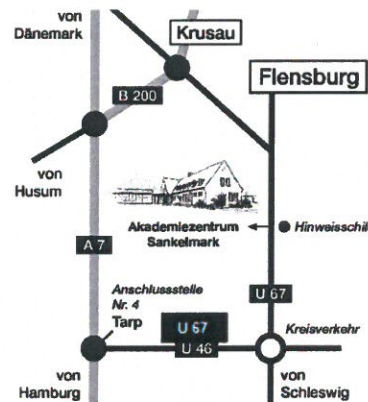 von
Dänemark
Krusau
Flensburg
B 200
von
Husum
Akademiezentrum
Sankelmark
Hinweisschil
A 7
U 67
Anschlussstelle
Nr. 4
Tarp
U 67
U 46
Kreisverkehr
von
Hamburg
von
Schleswig